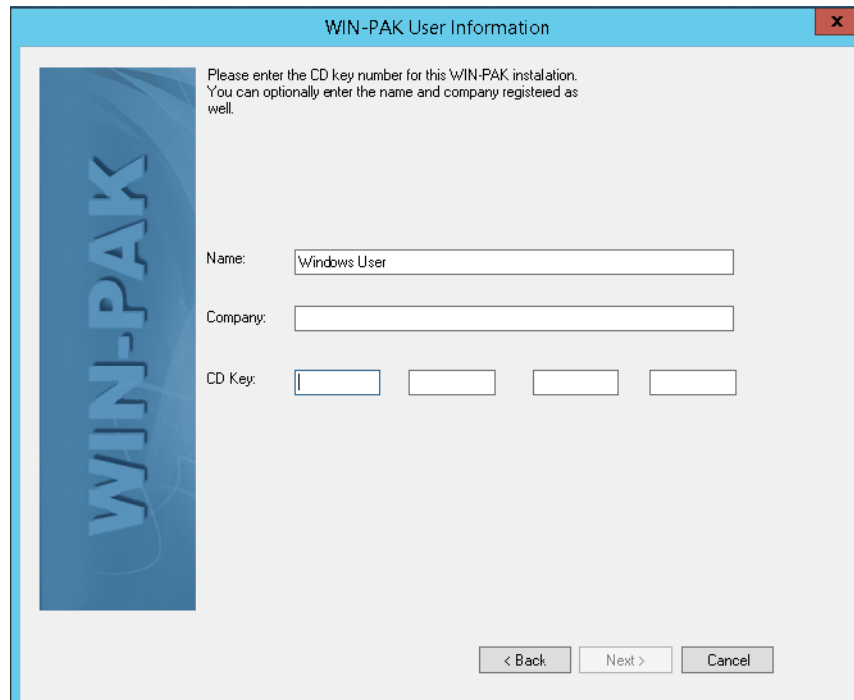 WIN-PAK User Information
x
Please enter the CD key number for this WIN-PAK instalation.
You can optionally enter the name and company registered as
well.
WIN-PAK
Name:
Windows User
Company:
CD Key:
< Back
Next >
Cancel